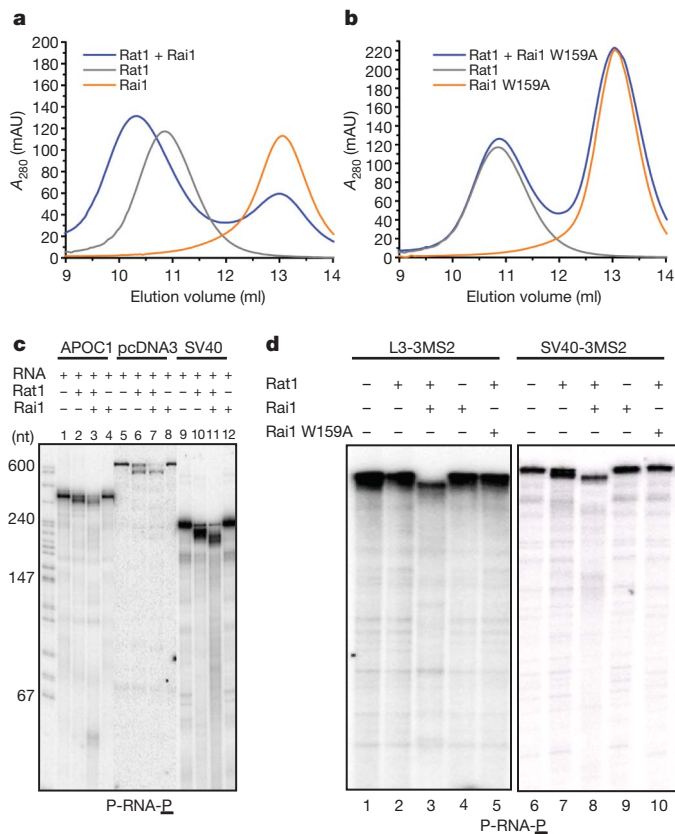 a
Rat1 + Rai1
Rat1
Rai1
A280 (mAU)
200
180
160
140
120
100
80
60
40
20
0
9 10 11 12 13 14
Elution volume (ml)
b
Rat1 + Rai1 W159A
Rat1
Rai1 W159A
A280 (mAU)
220
200
180
160
140
120
100
80
60
40
20
0
9 10 11 12 13 14
Elution volume (ml)
c
APOC1 pcDNA3 SV40
RNA + + + + + + + + + + + +
Rat1 - + + - - + + - - + + -
Rai1 - - + + - - + + - - + +
(nt) 1 2 3 4 5 6 7 8 9 10 11 12
600
240
147
67
P-RNA-P
d
L3-3MS2 SV40-3MS2
Rat1 – + + – + – + + – +
Rai1 – – + + – – – + + –
Rai1 W159A – – – – + – – – – +
1 2 3 4 5 6 7 8 9 10
P-RNA-P